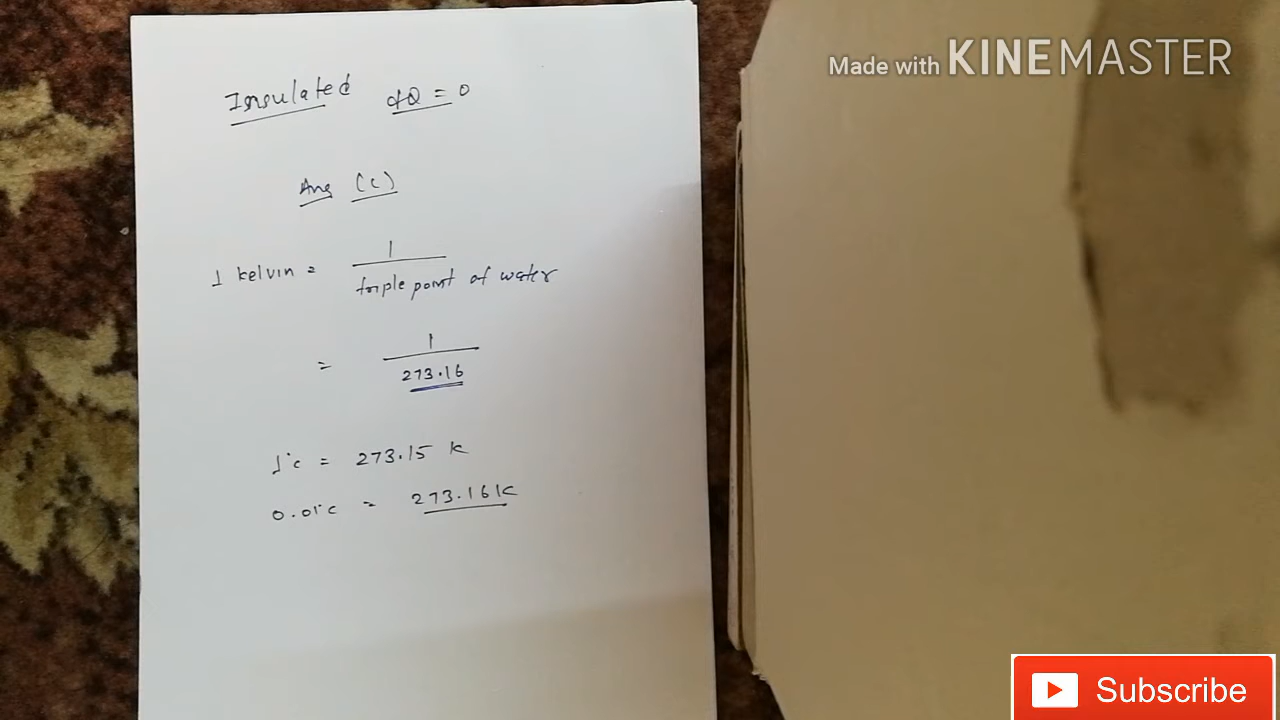 Insulated dQ = 0
Ans (c)
1 kelvin = 1
triple point of water
= 1
273.16
1°c = 273.15 k
0.01°c = 273.16 k
Made with KINEMASTER
Subscribe